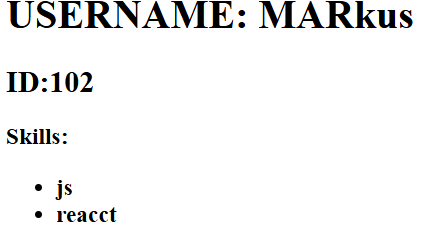 USERNAME: MARkus
ID:102
Skills:
• js
• reacct